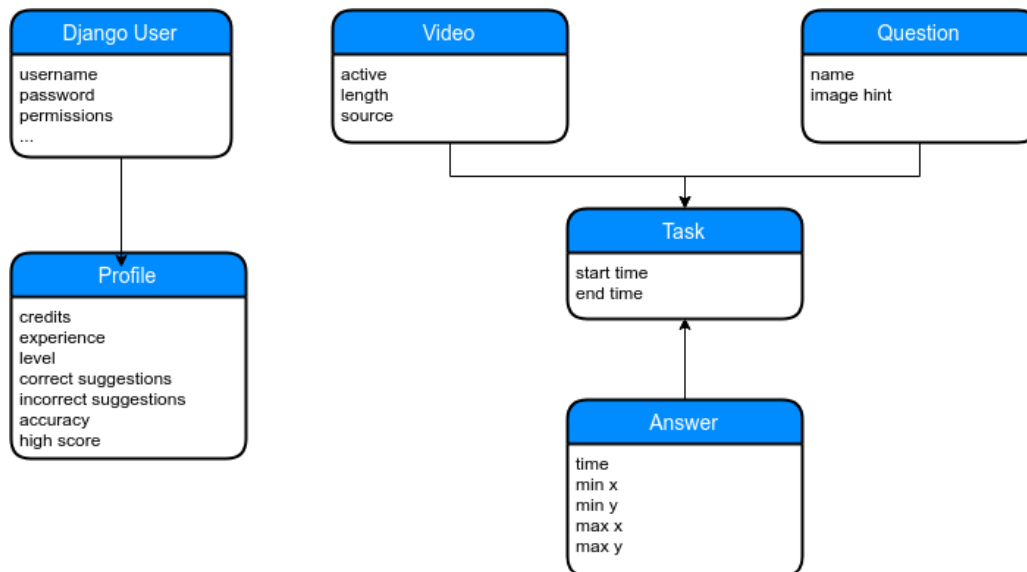 Django User
username
password
permissions
...
Video
active
length
source
Question
name
image hint
Profile
credits
experience
level
correct suggestions
incorrect suggestions
accuracy
high score
Task
start time
end time
Answer
time
min x
min y
max x
max y